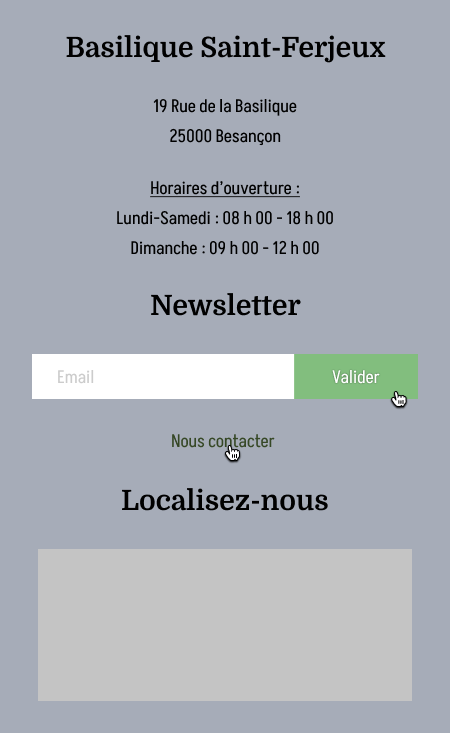 Basilique Saint-Ferjeux
19 Rue de la Basilique
25000 Besançon
Horaires d'ouverture :
Lundi-Samedi : 08 h 00 - 18 h 00
Dimanche : 09 h 00 - 12 h 00
Newsletter
Email
Valider
Nous contacter
Localisez-nous